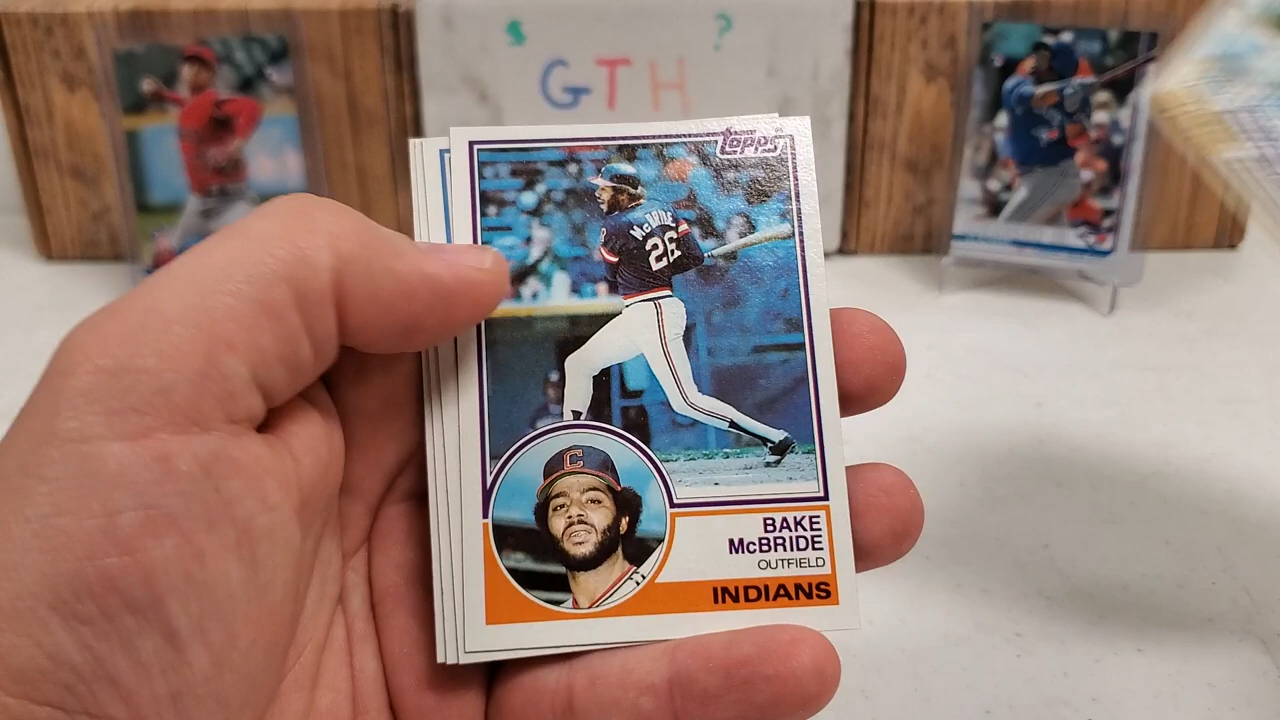 $ ?
GTH
Topps
McBRIDE
26
C
BAKE
McBRIDE
OUTFIELD
INDIANS